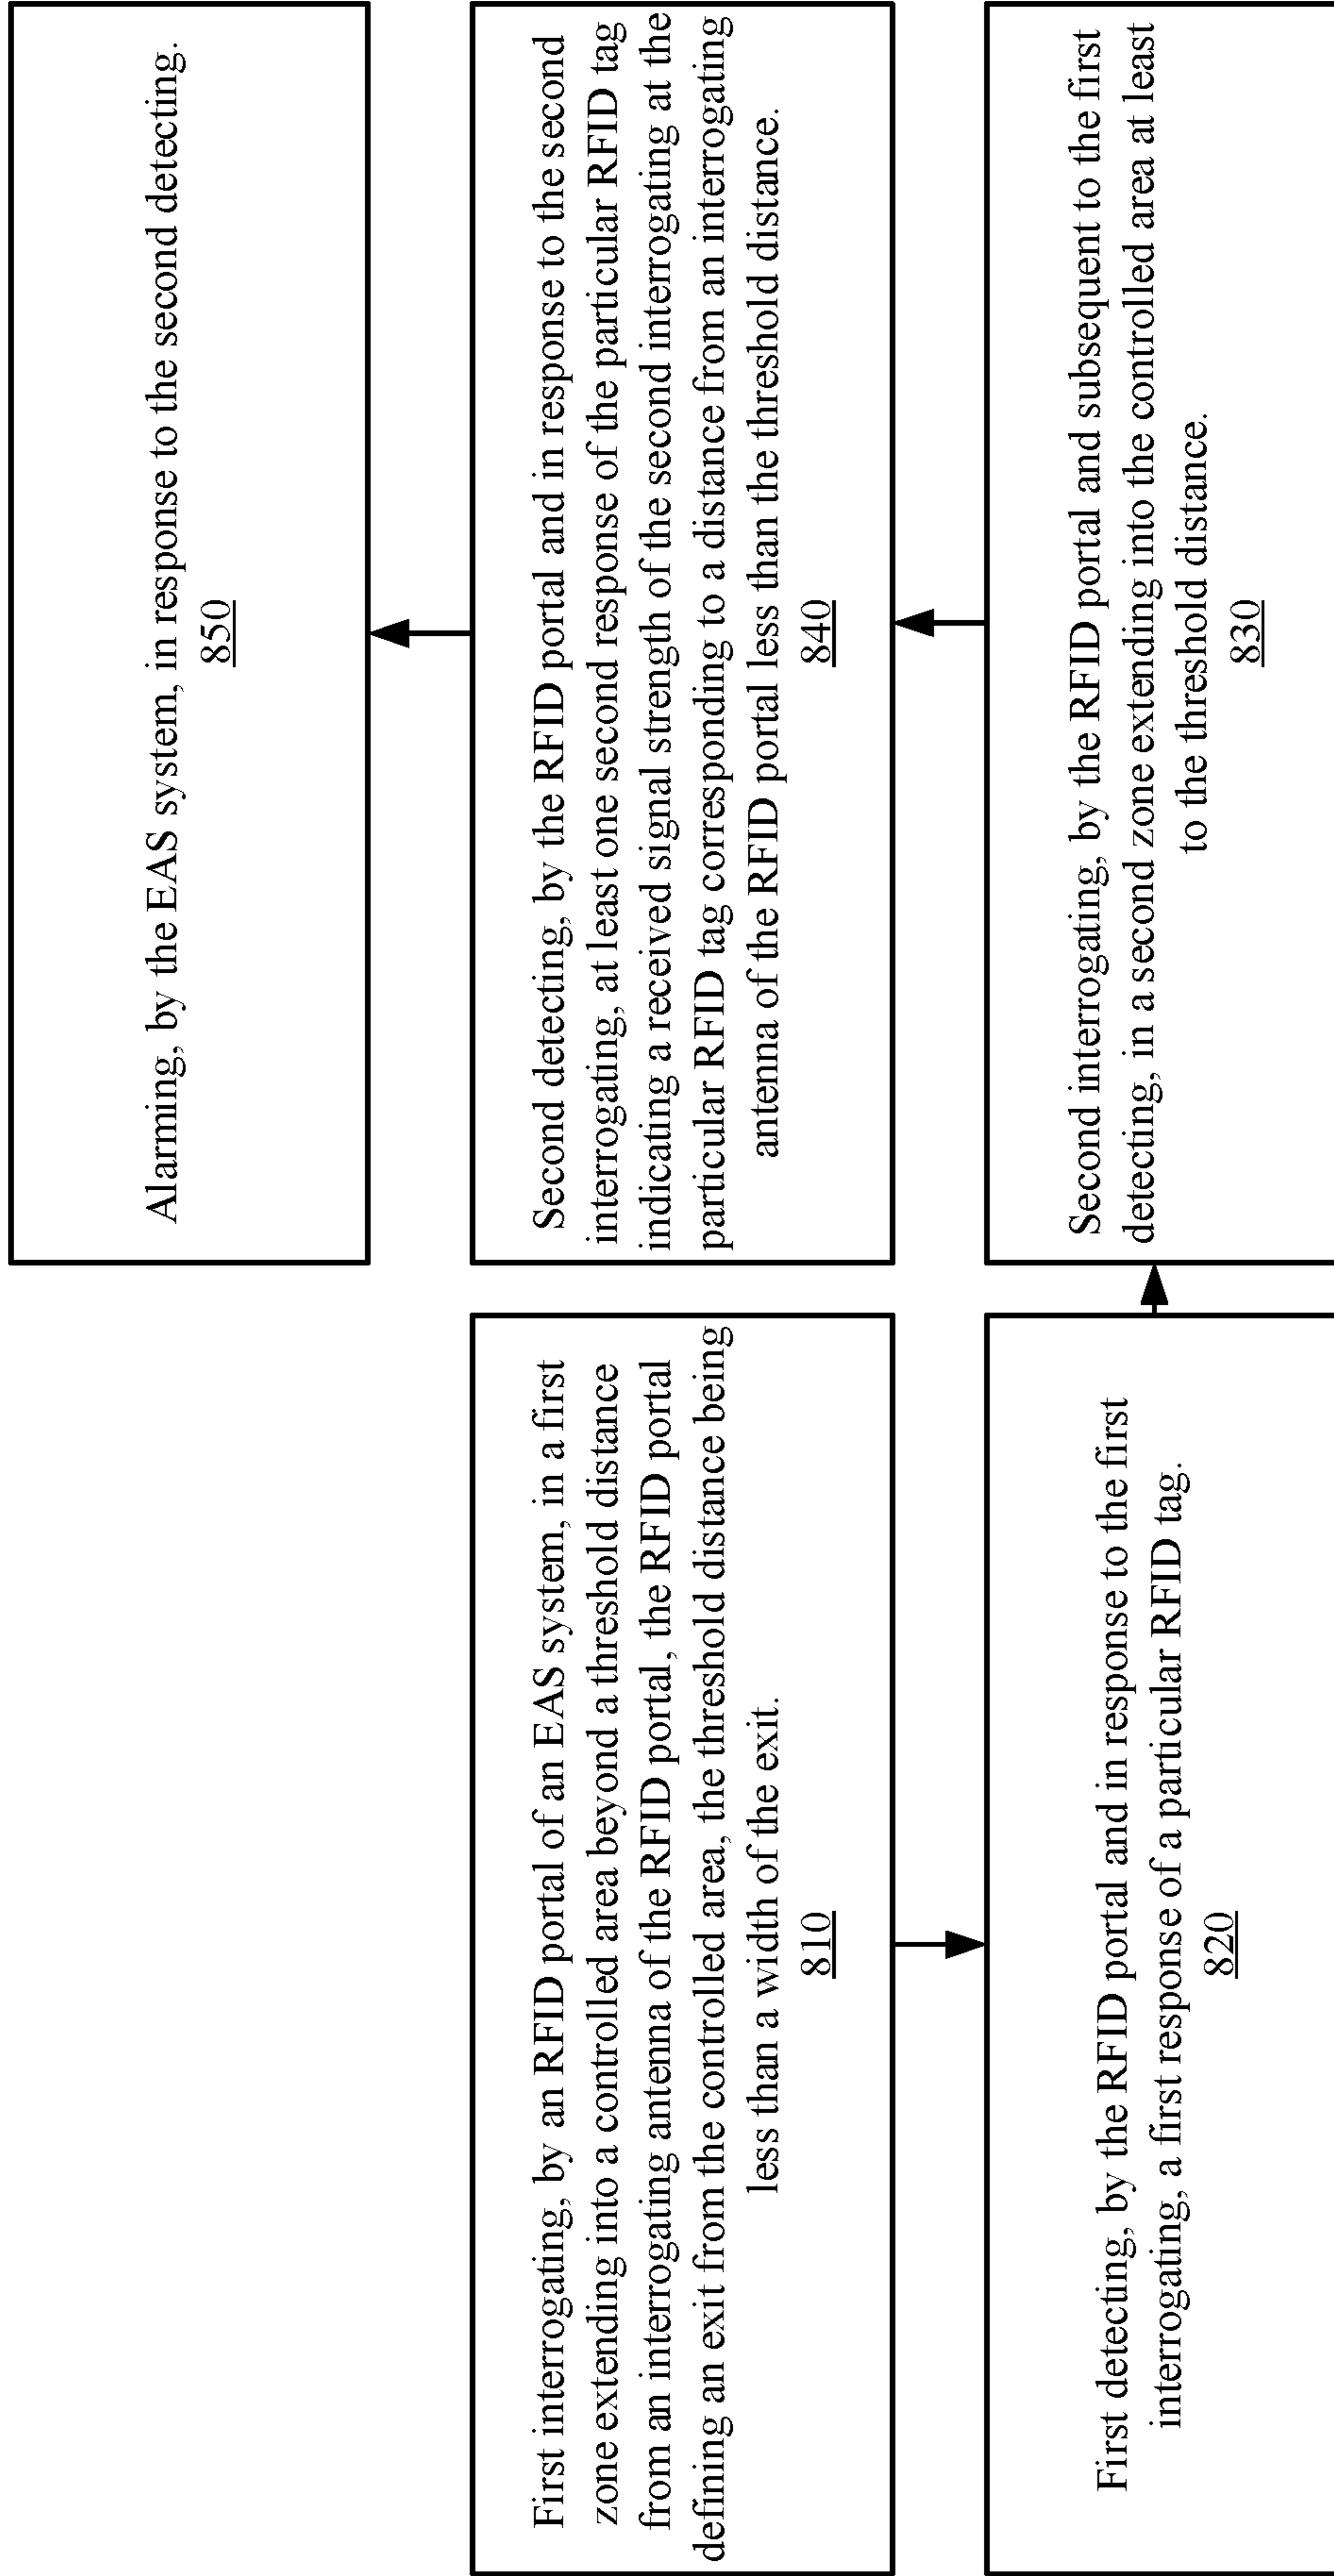 First interrogating, by an RFID portal of an EAS system, in a first
zone extending into a controlled area beyond a threshold distance
from an interrogating antenna of the RFID portal, the RFID portal
defining an exit from the controlled area, the threshold distance being
less than a width of the exit.
810
First detecting, by the RFID portal and in response to the first
interrogating, a first response of a particular RFID tag.
820
Second interrogating, by the RFID portal and subsequent to the first
detecting, in a second zone extending into the controlled area at least
to the threshold distance.
830
Second detecting, by the RFID portal and in response to the second
interrogating, at least one second response of the particular RFID tag
indicating a received signal strength of the second interrogating at the
particular RFID tag corresponding to a distance from an interrogating
antenna of the RFID portal less than the threshold distance.
840
Alarming, by the EAS system, in response to the second detecting.
850